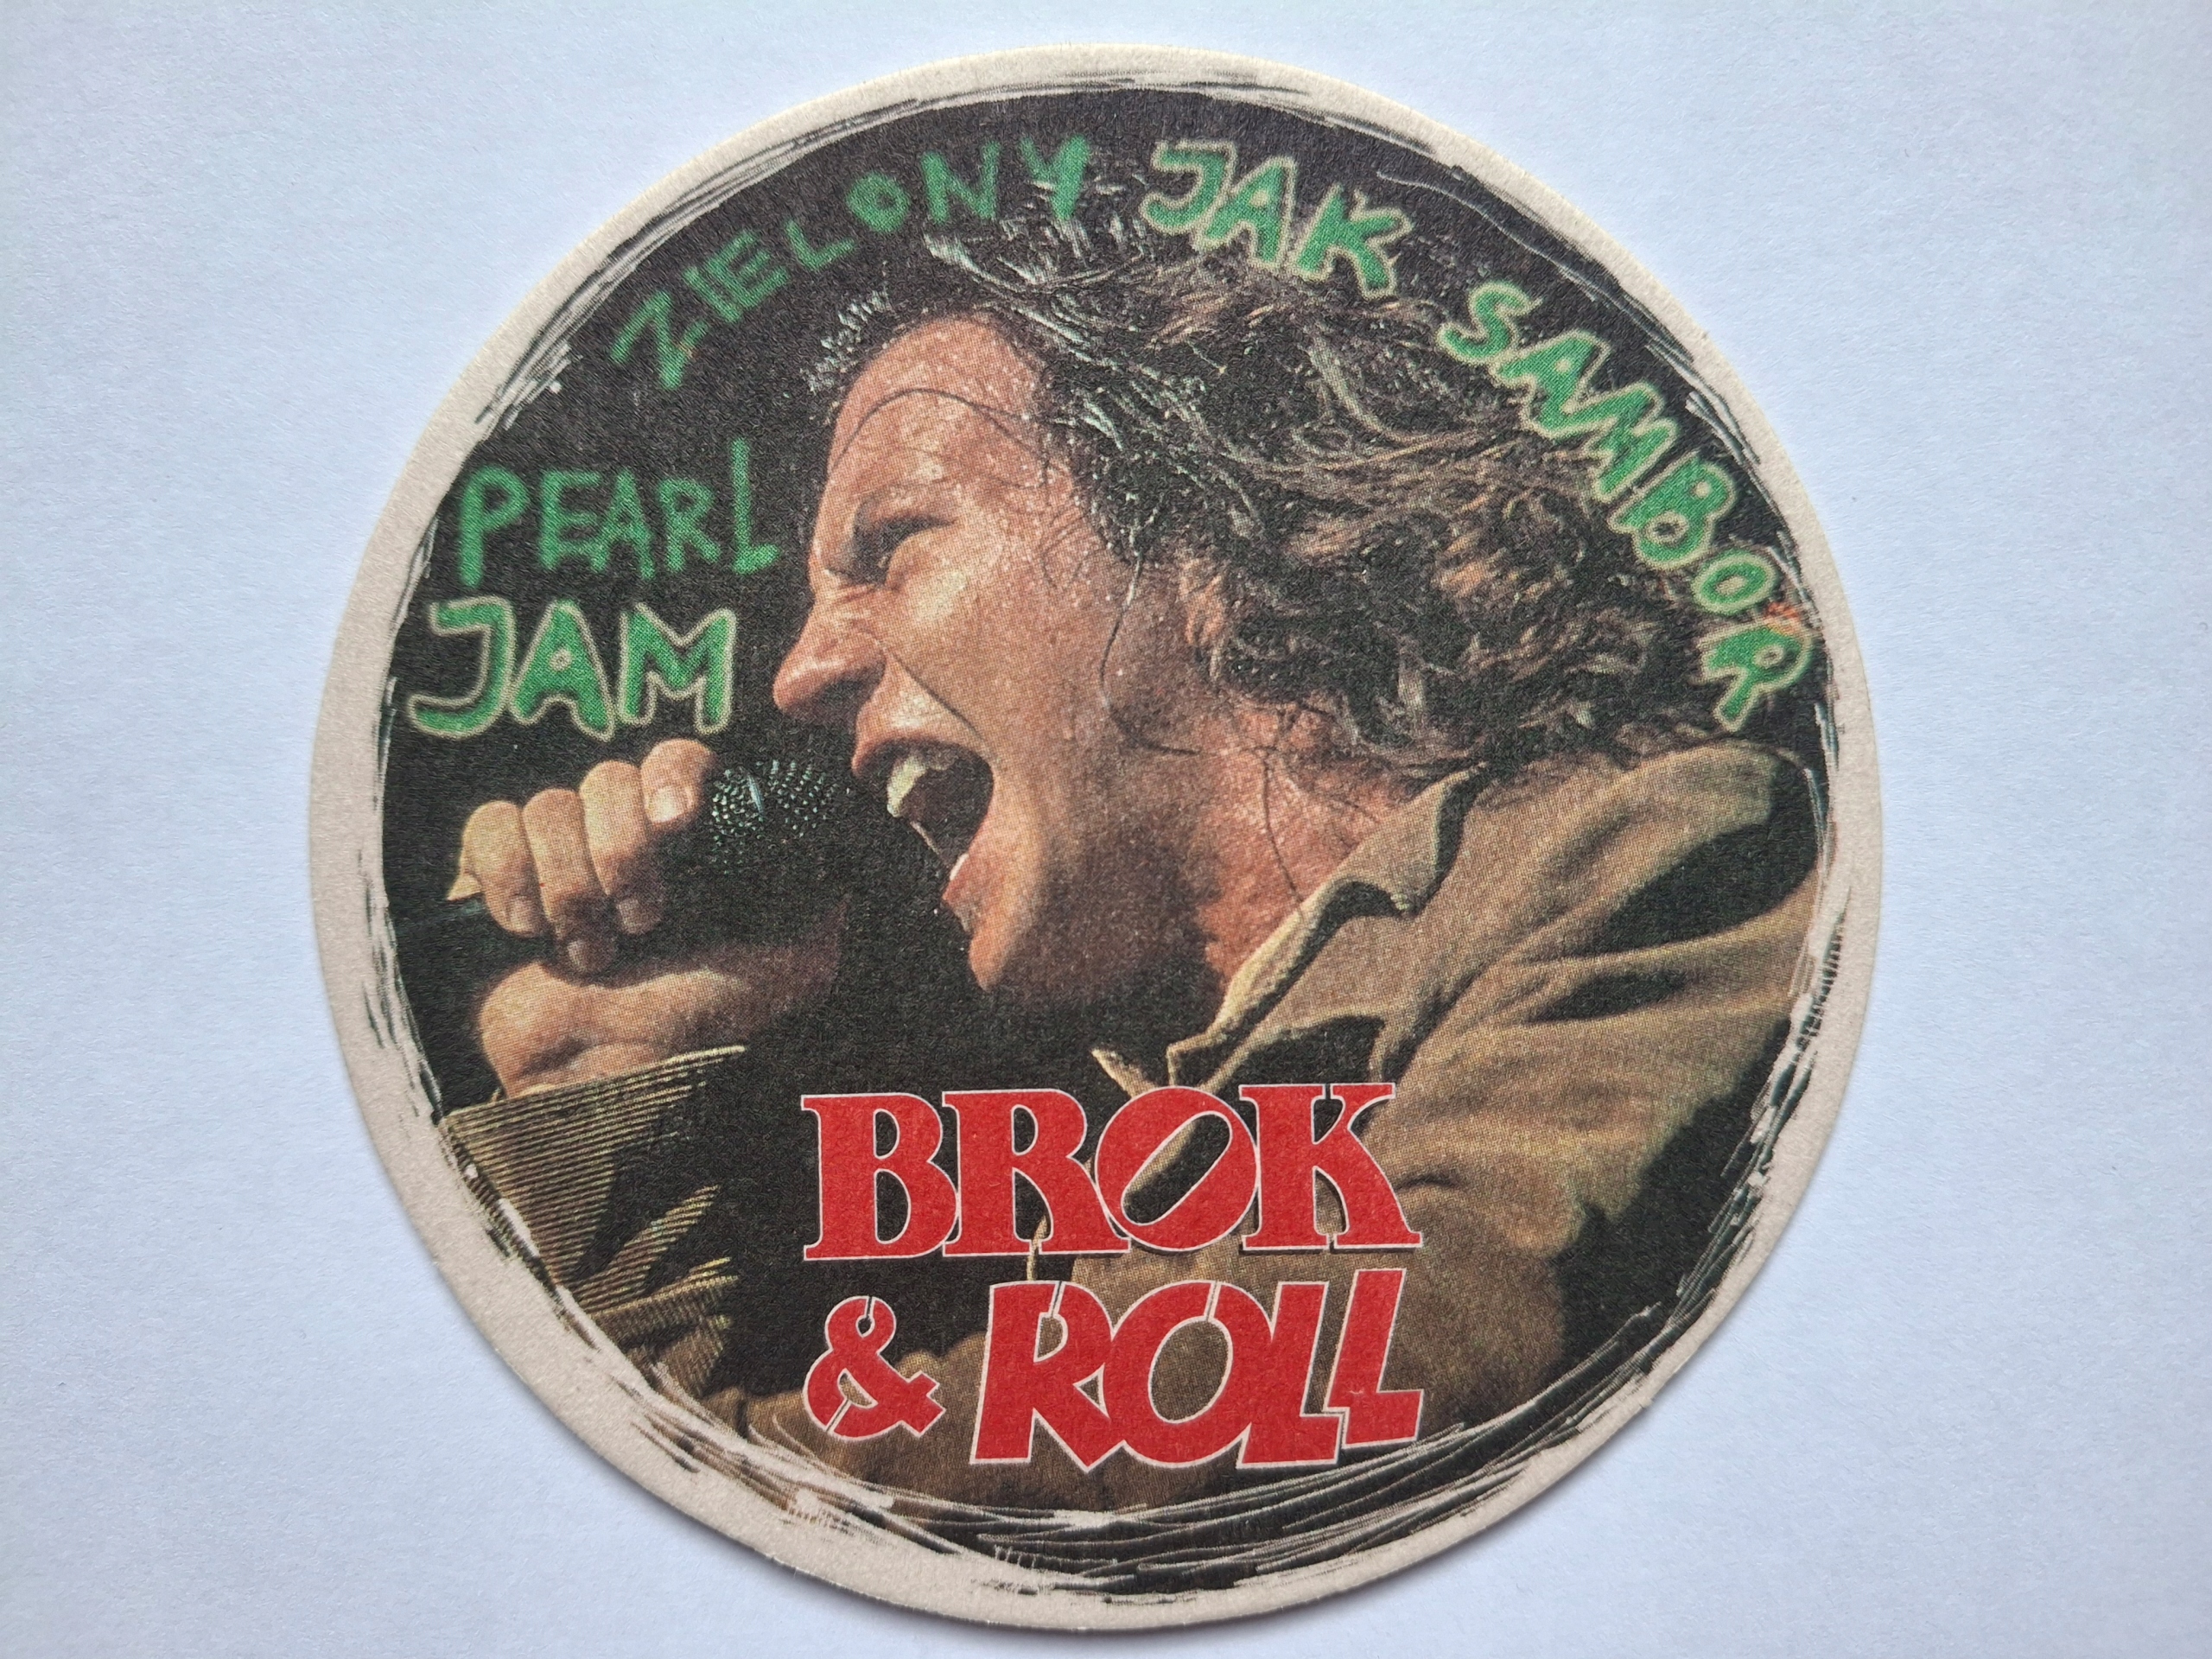 ZIELONY JAK SAMBOR
PEARL
JAM
BROK
& ROLL